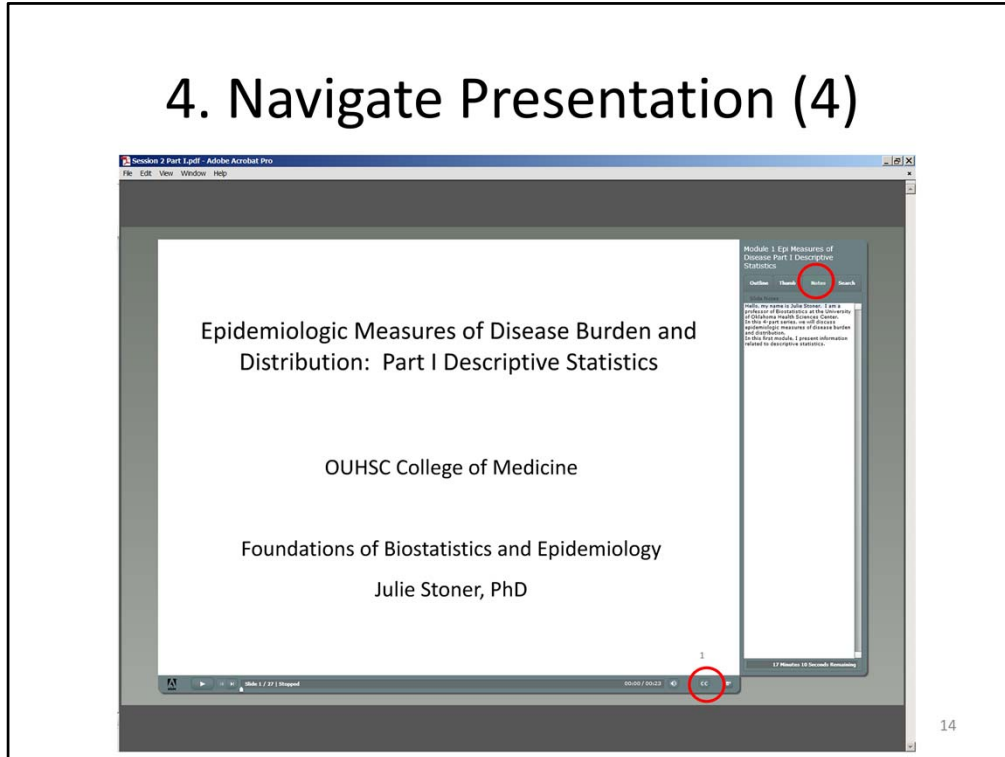 4. Navigate Presentation (4)
Session 2 Part I.pdf - Adobe Acrobat Pro
File Edit View Window Help
Epidemiologic Measures of Disease Burden and
Distribution: Part I Descriptive Statistics
OUHSC College of Medicine
Foundations of Biostatistics and Epidemiology
Julie Stoner, PhD
1
Module 1 Epi Measures of
Disease Part I Descriptive
Statistics
Outline Thumb Notes Search
Slide Notes
Hello, my name is Julie Stoner. I am a
professor of Biostatistics at the University
of Oklahoma Health Sciences Center.
In this 4-part series, we will discuss
epidemiologic measures of disease burden
and distribution.
In this first module, I present information
related to descriptive statistics.
17 Minutes 10 Seconds Remaining
Slide 1 / 27 | Stopped
00:00 / 00:23
CC
14